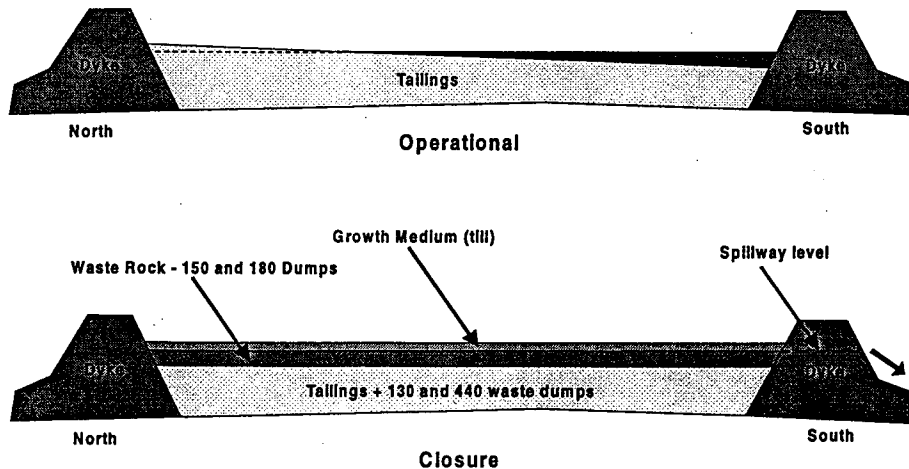 Dyke
Dyke
Tailings
North
South
Operational
Growth Medium (till)
Spillway level
Waste Rock - 150 and 180 Dumps
Dyke
Dyke
Tailings + 130 and 440 waste dumps
North
South
Closure